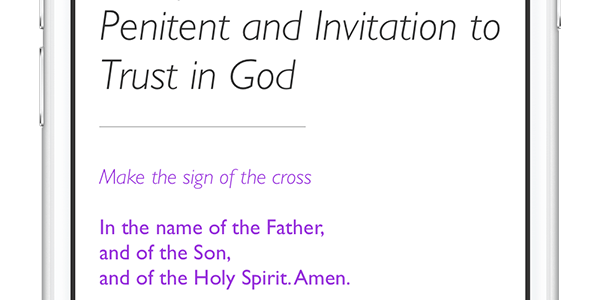 Penitent and Invitation to
Trust in God
Make the sign of the cross
In the name of the Father,
and of the Son,
and of the Holy Spirit. Amen.